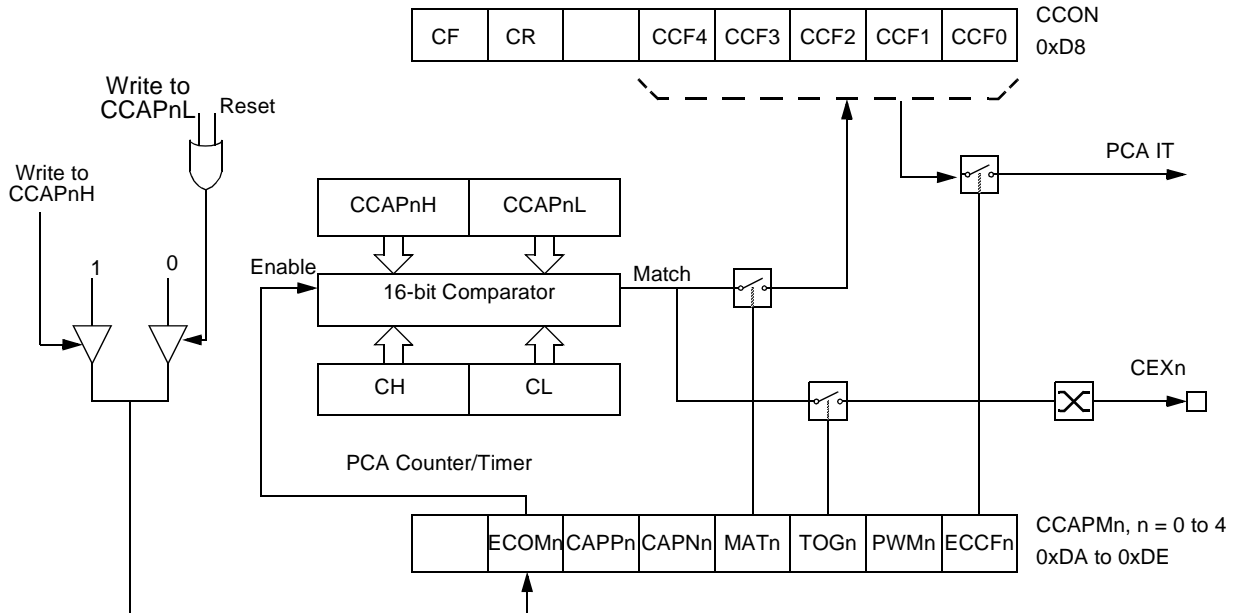 CF CR CCF4 CCF3 CCF2 CCF1 CCF0
CCON
0xD8
Write to
CCAPnL Reset
Write to
CCAPnH
PCA IT
CCAPnH CCAPnL
1 0
Enable
16-bit Comparator
Match
CH CL
CEXn
PCA Counter/Timer
ECOMn CAPPn CAPNn MATn TOGn PWMn ECCFn
CCAPMn, n = 0 to 4
0xDA to 0xDE